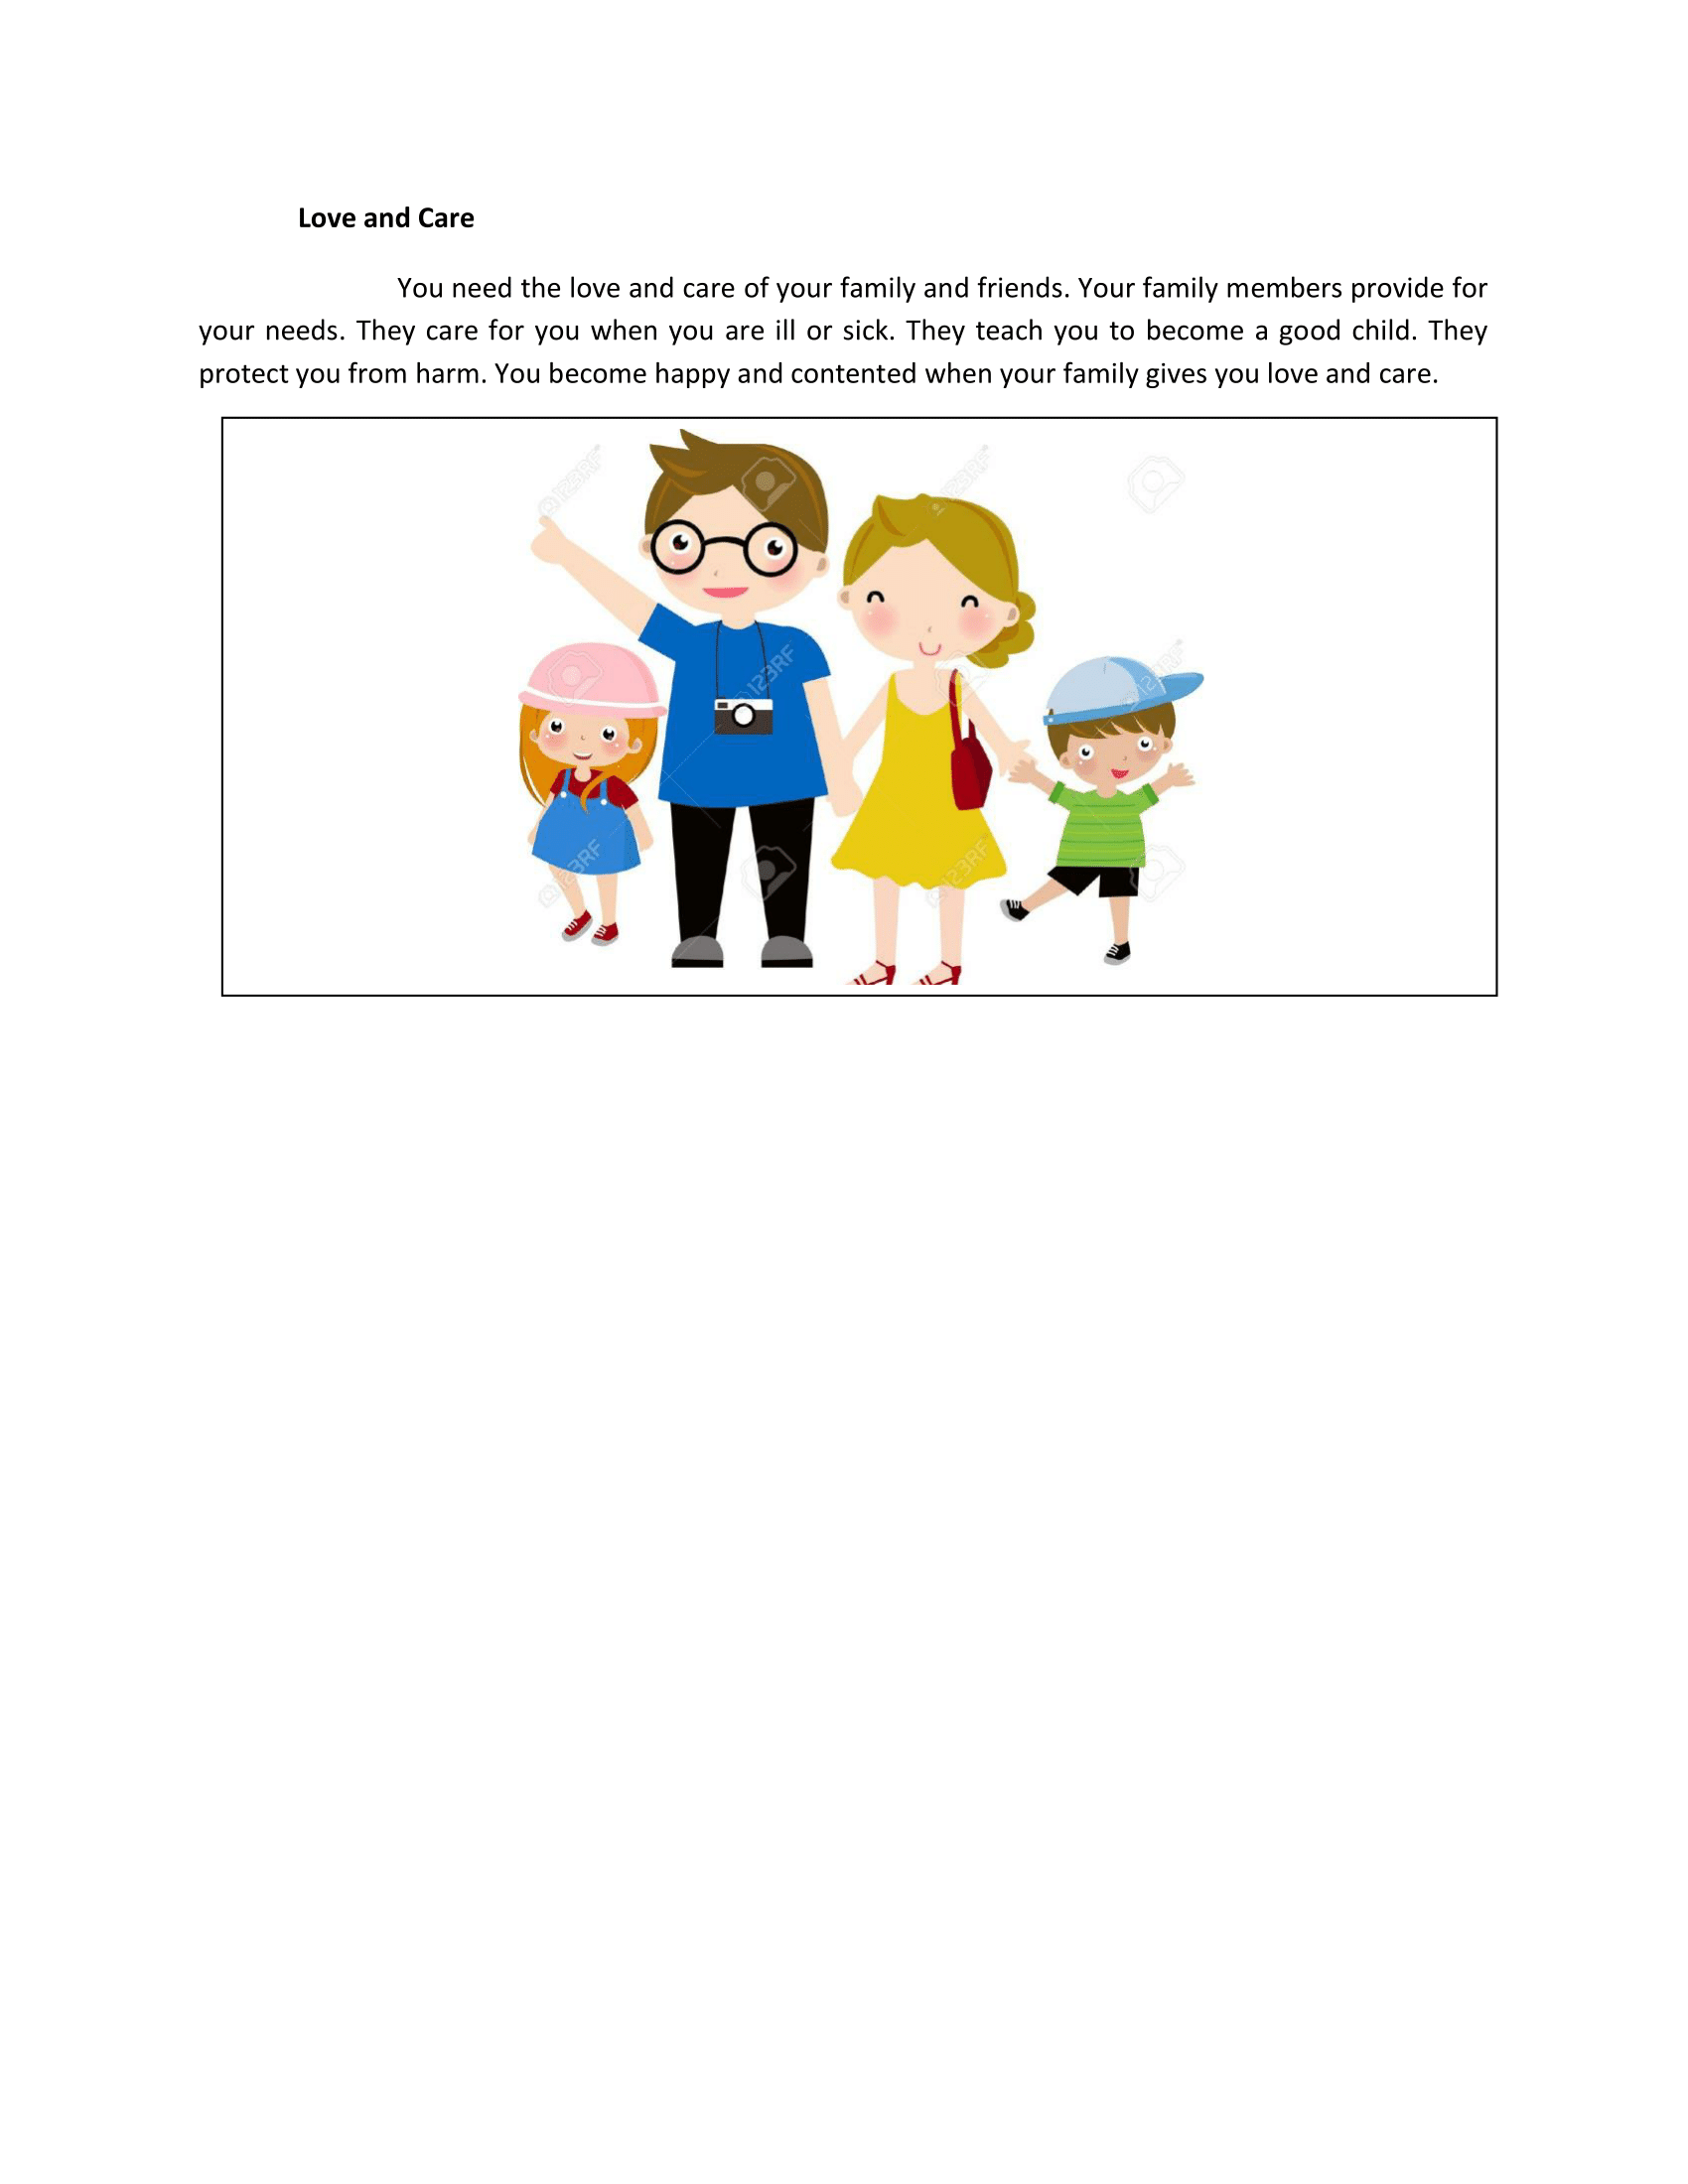 Love and Care
You need the love and care of your family and friends. Your family members provide for
your needs. They care for you when you are ill or sick. They teach you to become a good child. They
protect you from harm. You become happy and contented when your family gives you love and care.
123RF
123RF
123RF
123RF
123RF
123RF